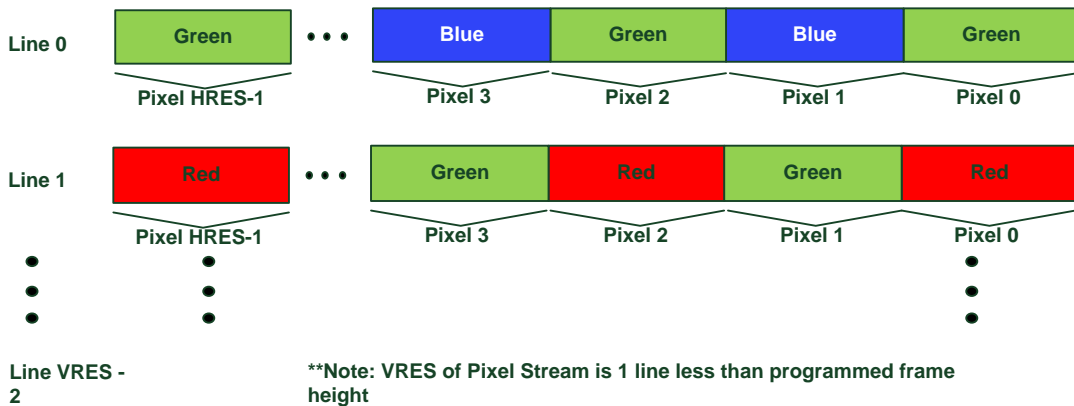 Line 0 Green • • • Blue Green Blue Green
Pixel HRES-1 Pixel 3 Pixel 2 Pixel 1 Pixel 0
Line 1 Red • • • Green Red Green Red
Pixel HRES-1 Pixel 3 Pixel 2 Pixel 1 Pixel 0
Line VRES -
2
**Note: VRES of Pixel Stream is 1 line less than programmed frame
height